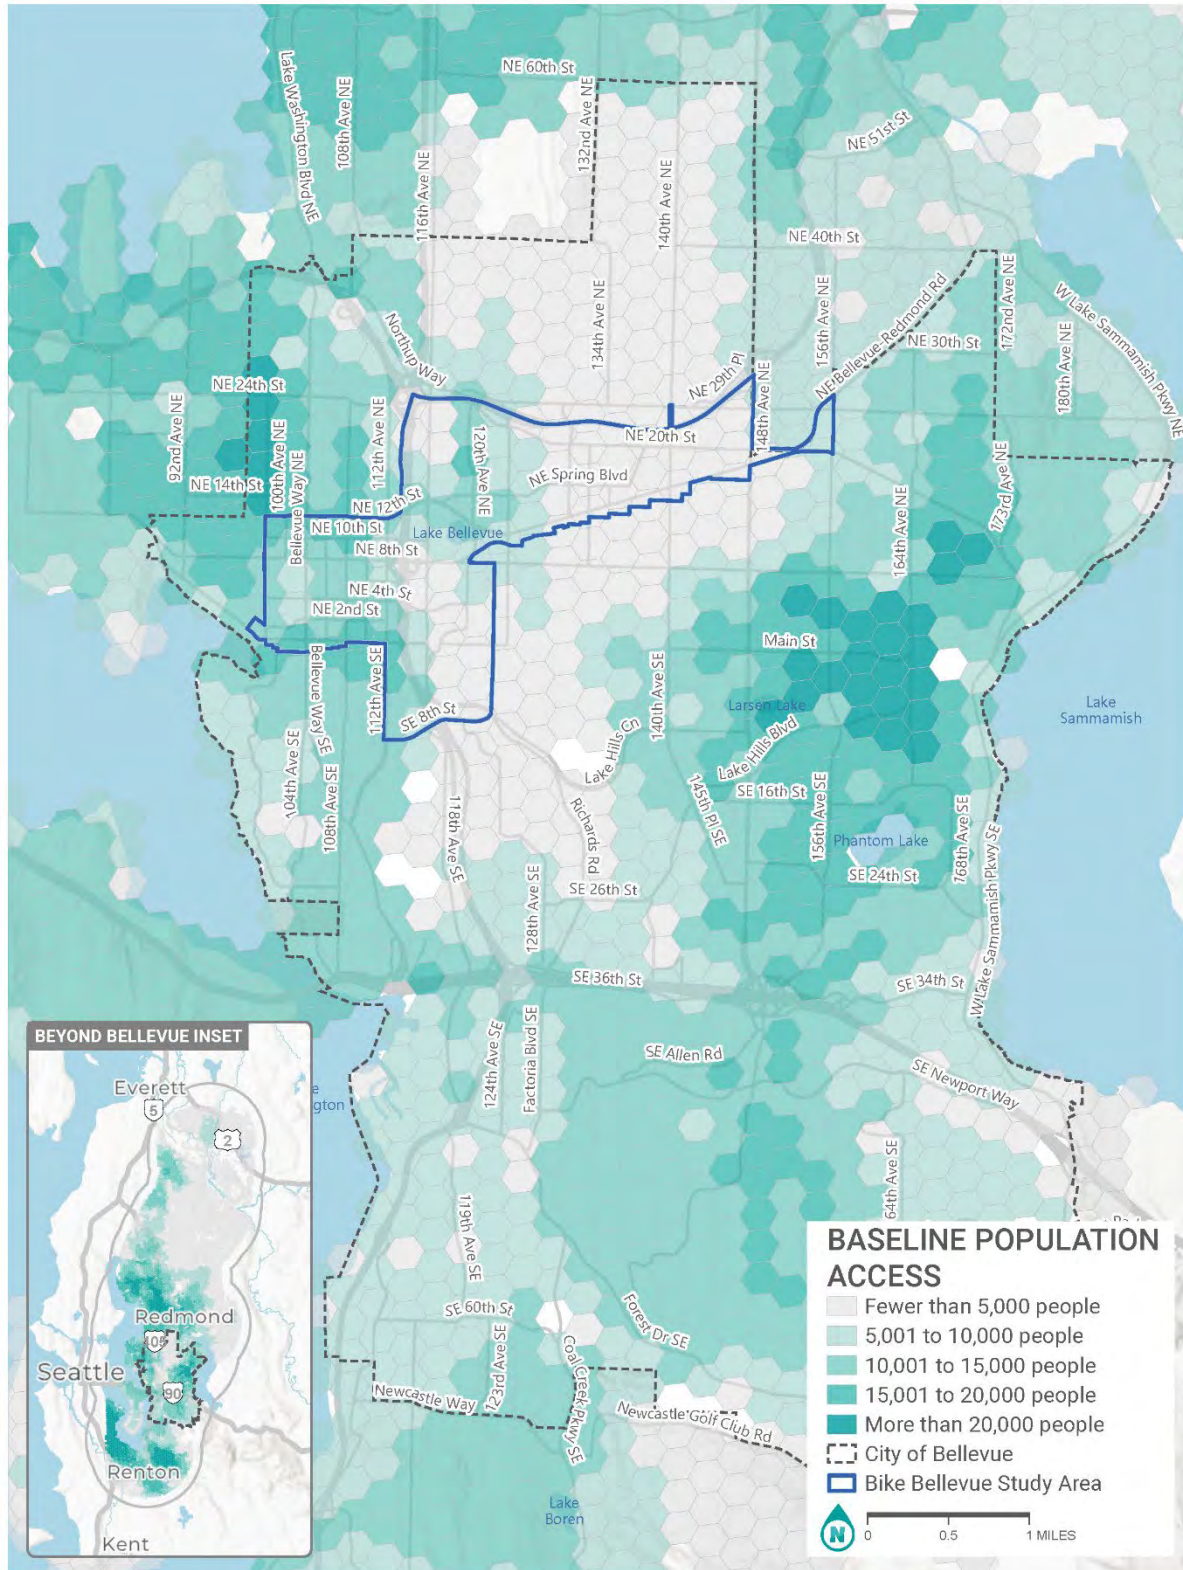 NE 60th St
Lake Washington Blvd NE
108th Ave NE
132nd Ave NE
NE 51st St
116th Ave NE
140th Ave NE
NE 40th St
172nd Ave NE
W Lake Sammamish Pkwy NE
134th Ave NE
156th Ave NE
NE Bellevue-Redmond Rd
NE 30th St
Northup Way
NE 29th Pl
180th Ave NE
NE 24th St
92nd Ave NE
100th Ave NE
Bellevue Way NE
112th Ave NE
120th Ave NE
NE 20th St
148th Ave NE
NE 14th St
NE Spring Blvd
173rd Ave NE
NE 12th St
NE 10th St
Lake Bellevue
164th Ave NE
NE 8th St
NE 4th St
NE 2nd St
Main St
Bellevue Way SE
112th Ave SE
140th Ave SE
Larsen Lake
Lake
Sammamish
SE 8th St
Lake Hills Cn
Lake Hills Blvd
104th Ave SE
108th Ave SE
118th Ave SE
Richards Rd
145th Pl SE
SE 16th St
156th Ave SE
Phantom Lake
168th Ave SE
SE 24th St
SE 26th St
128th Ave SE
W Lake Sammamish Pkwy SE
SE 36th St
SE 34th St
124th Ave SE
Factoria Blvd SE
SE Allen Rd
SE Newport Way
64th Ave SE
119th Ave SE
SE 60th St
Forest Dr SE
123rd Ave SE
Coal Creek Pkwy SE
Newcastle Way
Newcastle Golf Club Rd
Lake
Boren
BEYOND BELLEVUE INSET
Everett
5
2
Redmond
405
Seattle
90
Renton
Kent
e
gton
BASELINE POPULATION
ACCESS
Fewer than 5,000 people
5,001 to 10,000 people
10,001 to 15,000 people
15,001 to 20,000 people
More than 20,000 people
City of Bellevue
Bike Bellevue Study Area
N
0 0.5 1 MILES